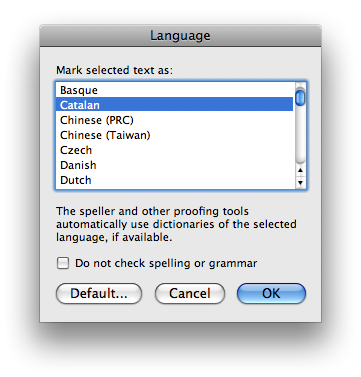 Language
Mark selected text as:
Basque
Catalan
Chinese (PRC)
Chinese (Taiwan)
Czech
Danish
Dutch
The speller and other proofing tools
automatically use dictionaries of the selected
language, if available.
Do not check spelling or grammar
Default... Cancel OK